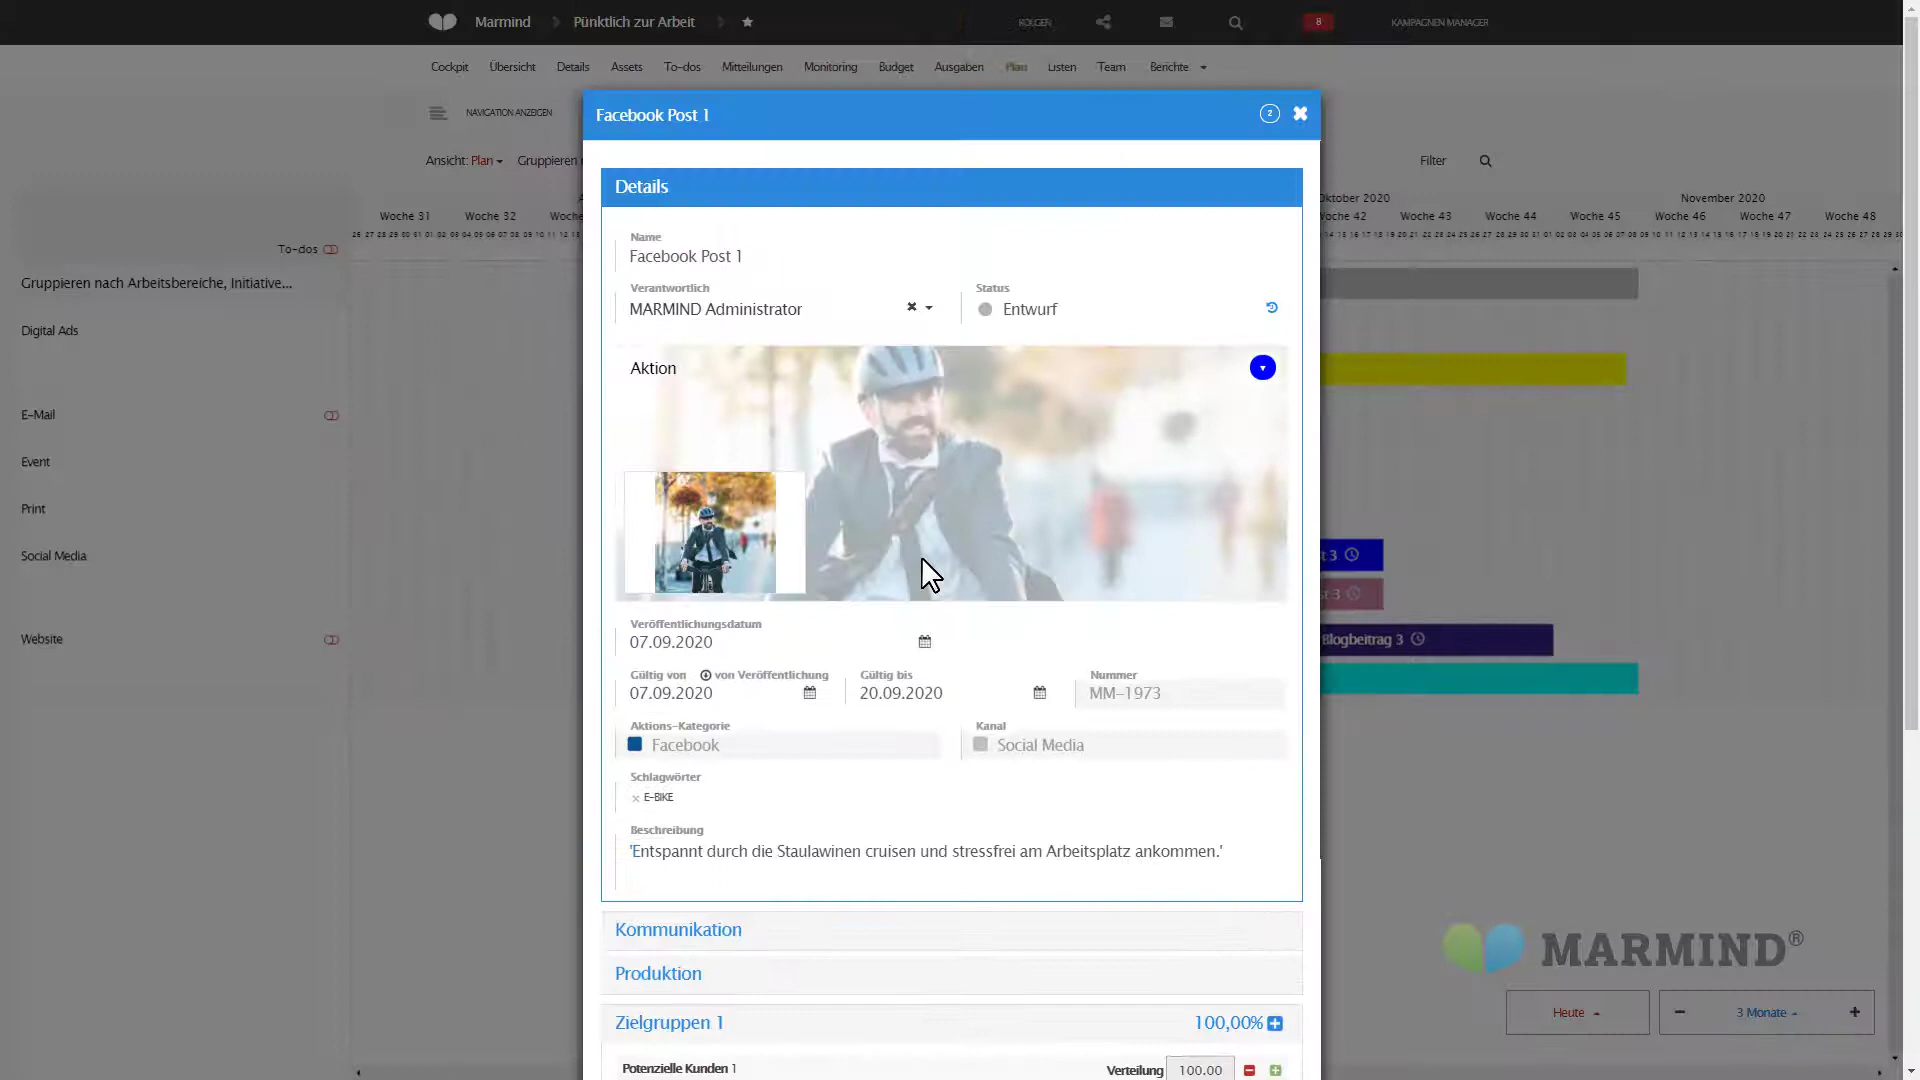 Marmind
Pünktlich zur Arbeit
FOLGEN
8
KAMPAGNEN MANAGER
Cockpit
Übersicht
Details
Assets
To-dos
Mitteilungen
Monitoring
Budget
Ausgaben
Plan
Listen
Team
Berichte
NAVIGATION ANZEIGEN
Ansicht: Plan
Gruppieren
Filter
Oktober 2020
November 2020
Woche 31
Woche 32
Woche 42
Woche 43
Woche 44
Woche 45
Woche 46
Woche 47
Woche 48
To-dos
Gruppieren nach Arbeitsbereiche, Initiative...
Digital Ads
E-Mail
Event
Print
Social Media
Website
Facebook Post 1
2
Details
Name
Facebook Post 1
Verantwortlich
MARMIND Administrator
Status
Entwurf
Aktion
Veröffentlichungsdatum
07.09.2020
Gültig von
von Veröffentlichung
07.09.2020
Gültig bis
20.09.2020
Nummer
MM-1973
Aktions-Kategorie
Facebook
Kanal
Social Media
Schlagwörter
E-BIKE
Beschreibung
'Entspannt durch die Staulawinen cruisen und stressfrei am Arbeitsplatz ankommen.'
Kommunikation
Produktion
Zielgruppen 1
100,00%
Potenzielle Kunden 1
Verteilung
100.00
t 3
t 3
Blogbeitrag 3
MARMIND®
Heute
3 Monate